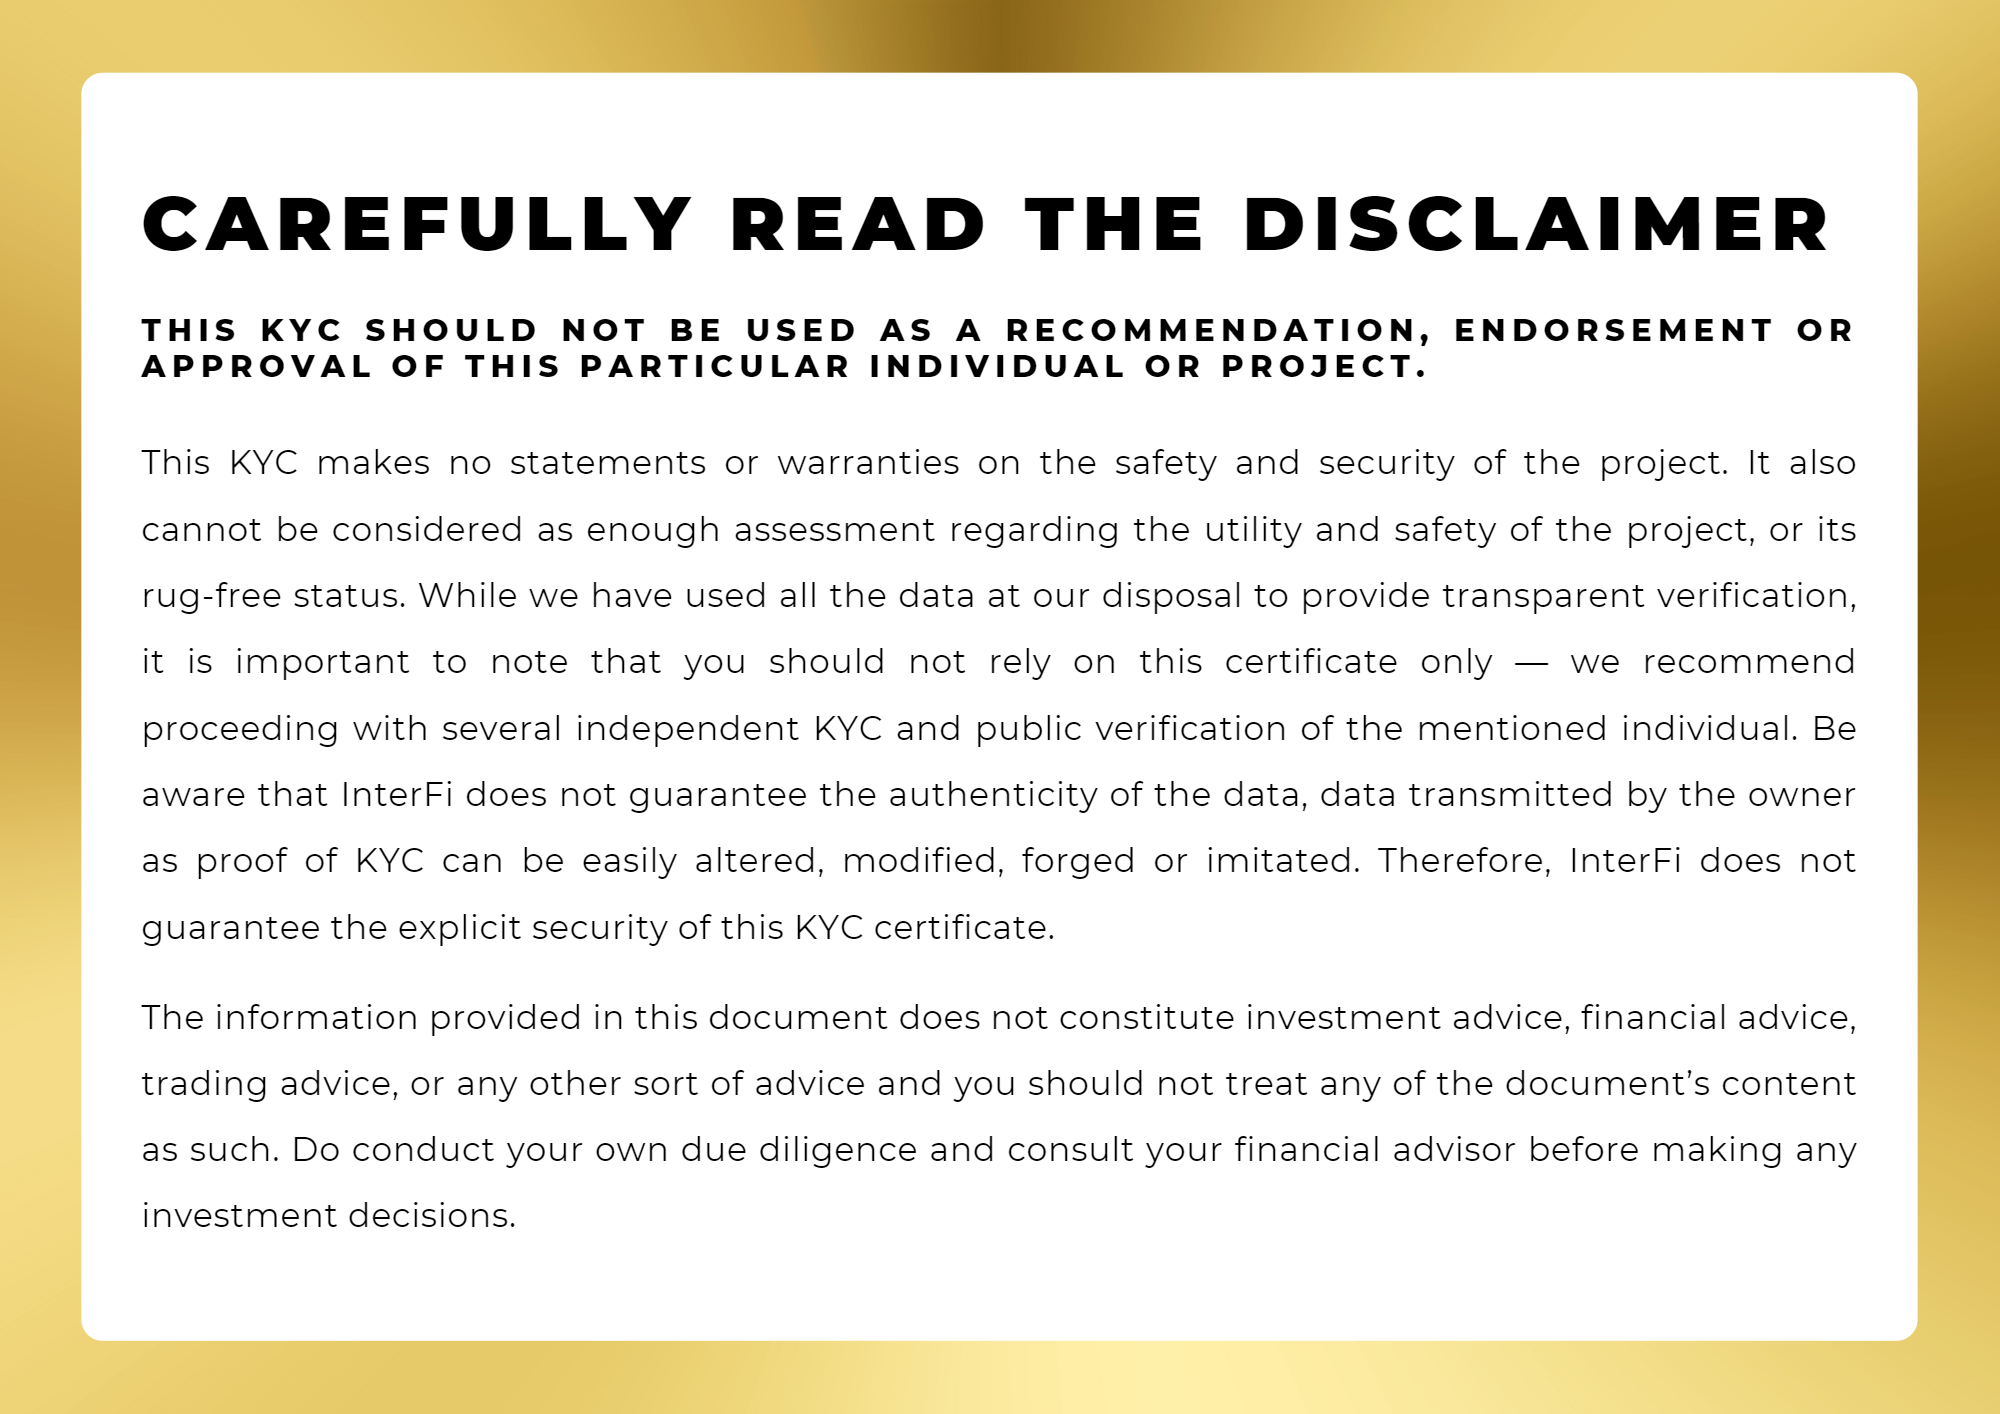 CAREFULLY READ THE DISCLAIMER
THIS KYC SHOULD NOT BE USED AS A RECOMMENDATION, ENDORSEMENT OR
APPROVAL OF THIS PARTICULAR INDIVIDUAL OR PROJECT.
This KYC makes no statements or warranties on the safety and security of the project. It also
cannot be considered as enough assessment regarding the utility and safety of the project, or its
rug-free status. While we have used all the data at our disposal to provide transparent verification,
it is important to note that you should not rely on this certificate only — we recommend
proceeding with several independent KYC and public verification of the mentioned individual. Be
aware that InterFi does not guarantee the authenticity of the data, data transmitted by the owner
as proof of KYC can be easily altered, modified, forged or imitated. Therefore, InterFi does not
guarantee the explicit security of this KYC certificate.
The information provided in this document does not constitute investment advice, financial advice,
trading advice, or any other sort of advice and you should not treat any of the document’s content
as such. Do conduct your own due diligence and consult your financial advisor before making any
investment decisions.